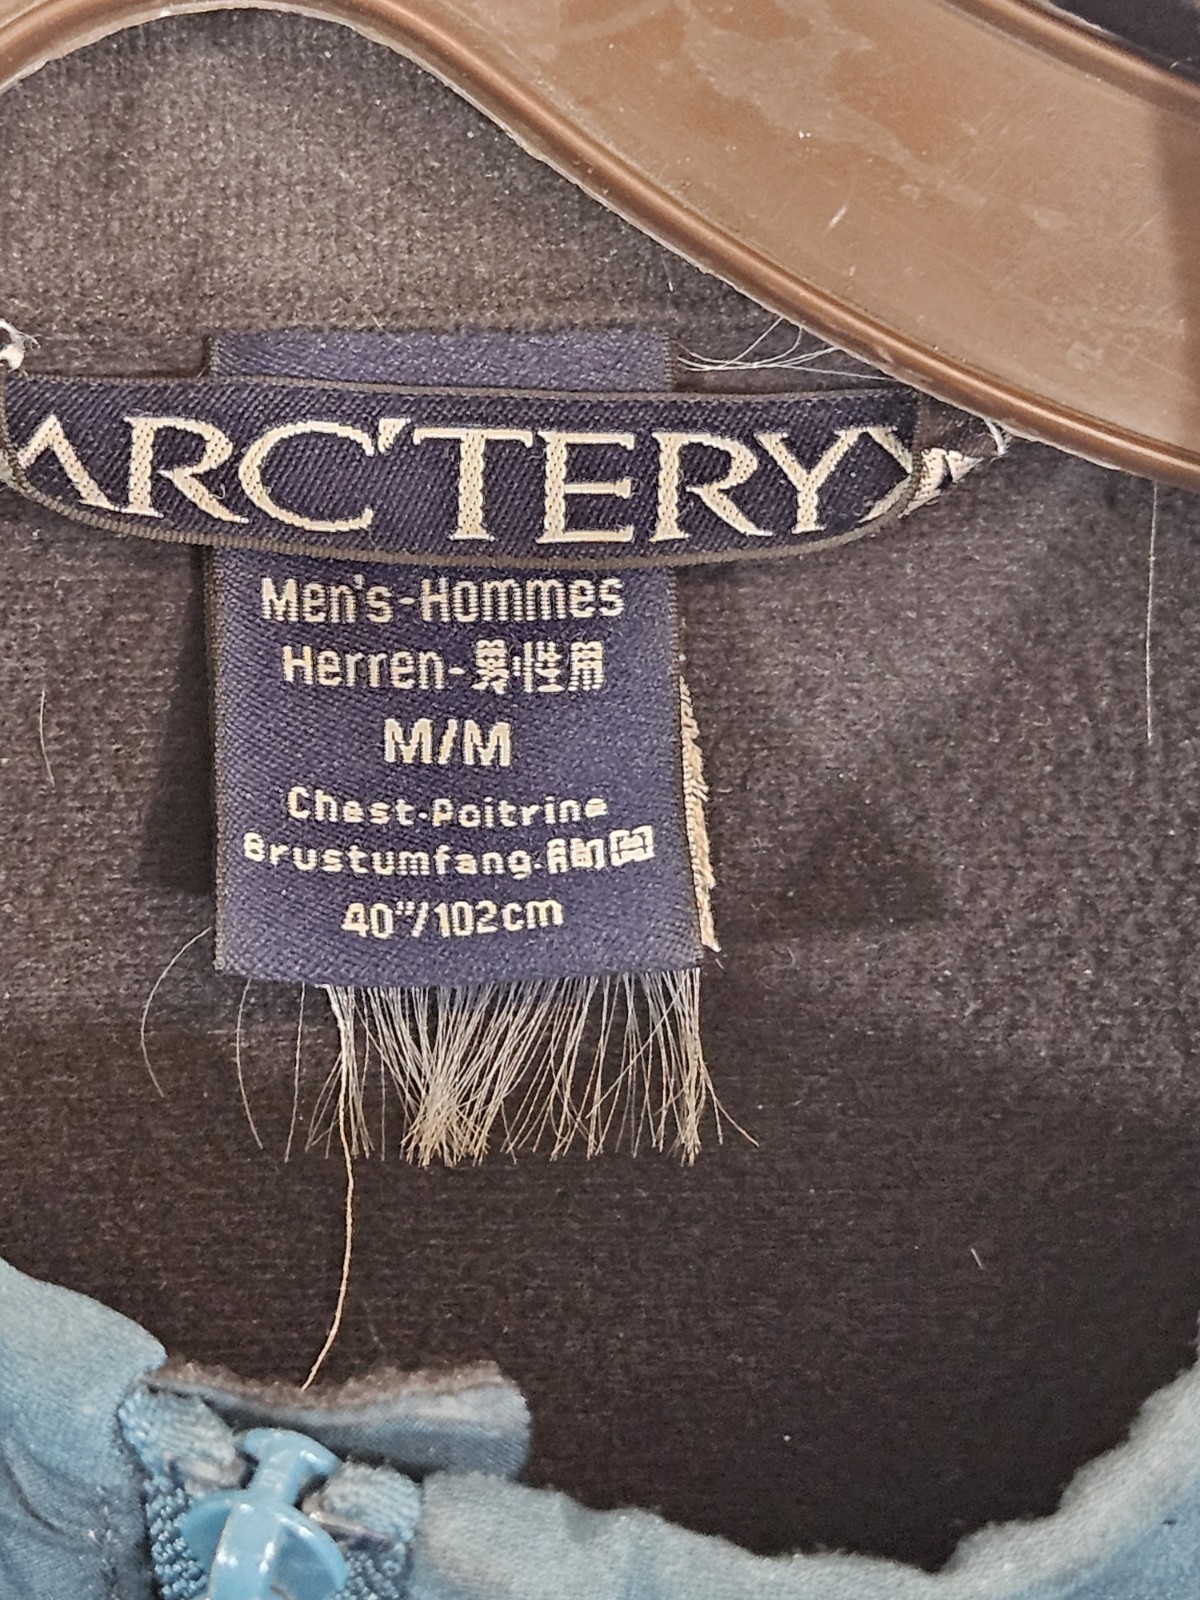 ARC'TERYX
Men's-Hommes
Herren-男性用
M/M
Chest-Poitrine
Brustumfang-胸囲
40"/102cm